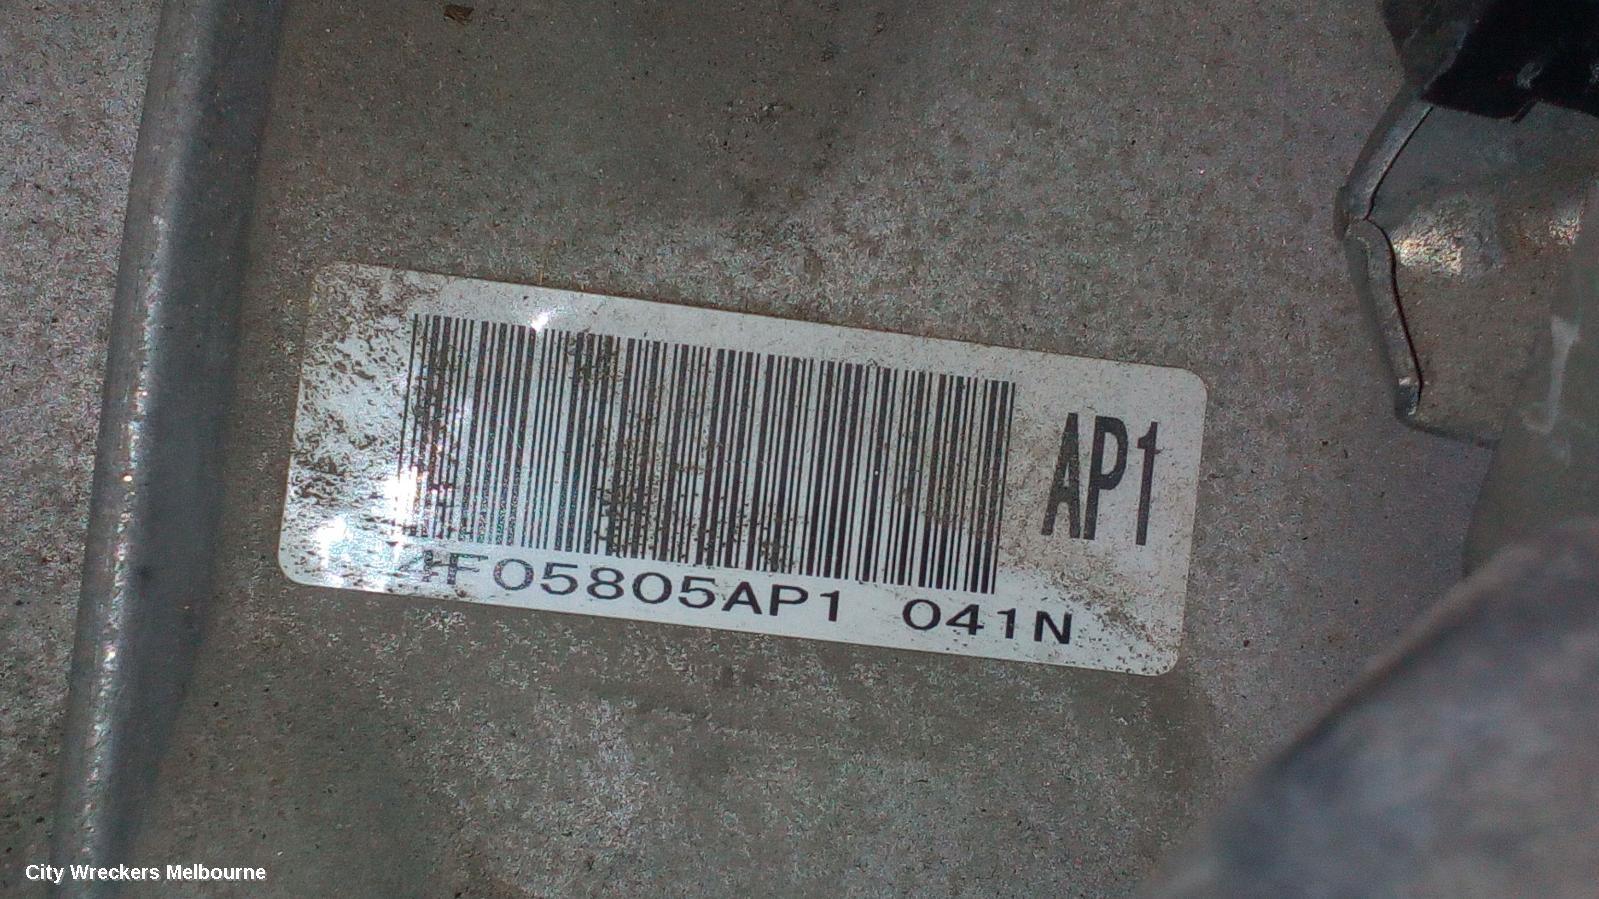 AP1
4F05805AP1 041N
City Wreckers Melbourne